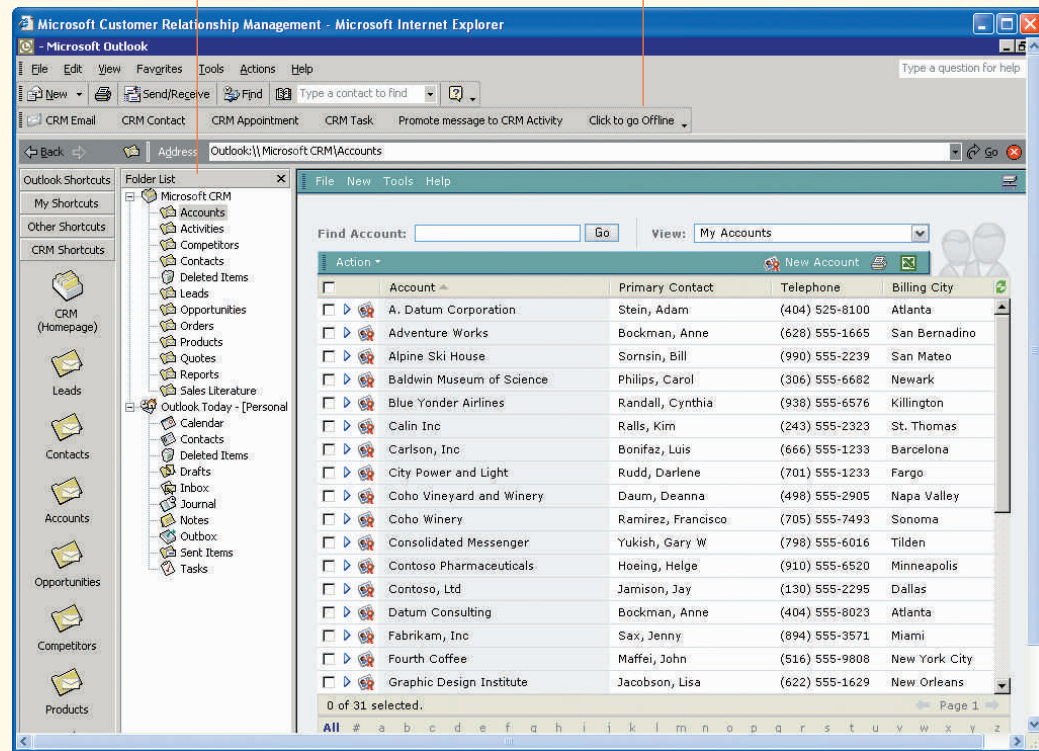 Microsoft Customer Relationship Management - Microsoft Internet Explorer
- Microsoft Outlook
File Edit View Favorites Tools Actions Help
Type a question for help
New Send/Receive Find Type a contact to find
CRM Email CRM Contact CRM Appointment CRM Task Promote message to CRM Activity Click to go Offline
Back Address Outlook:\\Microsoft CRM\Accounts Go
Outlook Shortcuts
My Shortcuts
Other Shortcuts
CRM Shortcuts
CRM
(Homepage)
Leads
Contacts
Accounts
Opportunities
Competitors
Products
Folder List X
Microsoft CRM
Accounts
Activities
Competitors
Contacts
Deleted Items
Leads
Opportunities
Orders
Products
Quotes
Reports
Sales Literature
Outlook Today - [Personal
Calendar
Contacts
Deleted Items
Drafts
Inbox
Journal
Notes
Outbox
Sent Items
Tasks
File New Tools Help
Find Account: Go View: My Accounts
Action New Account
Account Primary Contact Telephone Billing City
A. Datum Corporation Stein, Adam (404) 525-8100 Atlanta
Adventure Works Bockman, Anne (628) 555-1665 San Bernadino
Alpine Ski House Sornsin, Bill (990) 555-2239 San Mateo
Baldwin Museum of Science Philips, Carol (306) 555-6682 Newark
Blue Yonder Airlines Randall, Cynthia (938) 555-6576 Killington
Calin Inc Ralls, Kim (243) 555-2323 St. Thomas
Carlson, Inc Bonifaz, Luis (666) 555-1233 Barcelona
City Power and Light Rudd, Darlene (701) 555-1233 Fargo
Coho Vineyard and Winery Daum, Deanna (498) 555-2905 Napa Valley
Coho Winery Ramirez, Francisco (705) 555-7493 Sonoma
Consolidated Messenger Yukish, Gary W (798) 555-6016 Tilden
Contoso Pharmaceuticals Hoeing, Helge (910) 555-6520 Minneapolis
Contoso, Ltd Jamison, Jay (130) 555-2295 Dallas
Datum Consulting Bockman, Anne (404) 555-8023 Atlanta
Fabrikam, Inc Sax, Jenny (894) 555-3571 Miami
Fourth Coffee Maffei, John (516) 555-9808 New York City
Graphic Design Institute Jacobson, Lisa (622) 555-1629 New Orleans
0 of 31 selected. Page 1
All # a b c d e f g h i j k l m n o p q r s t u v w x y z